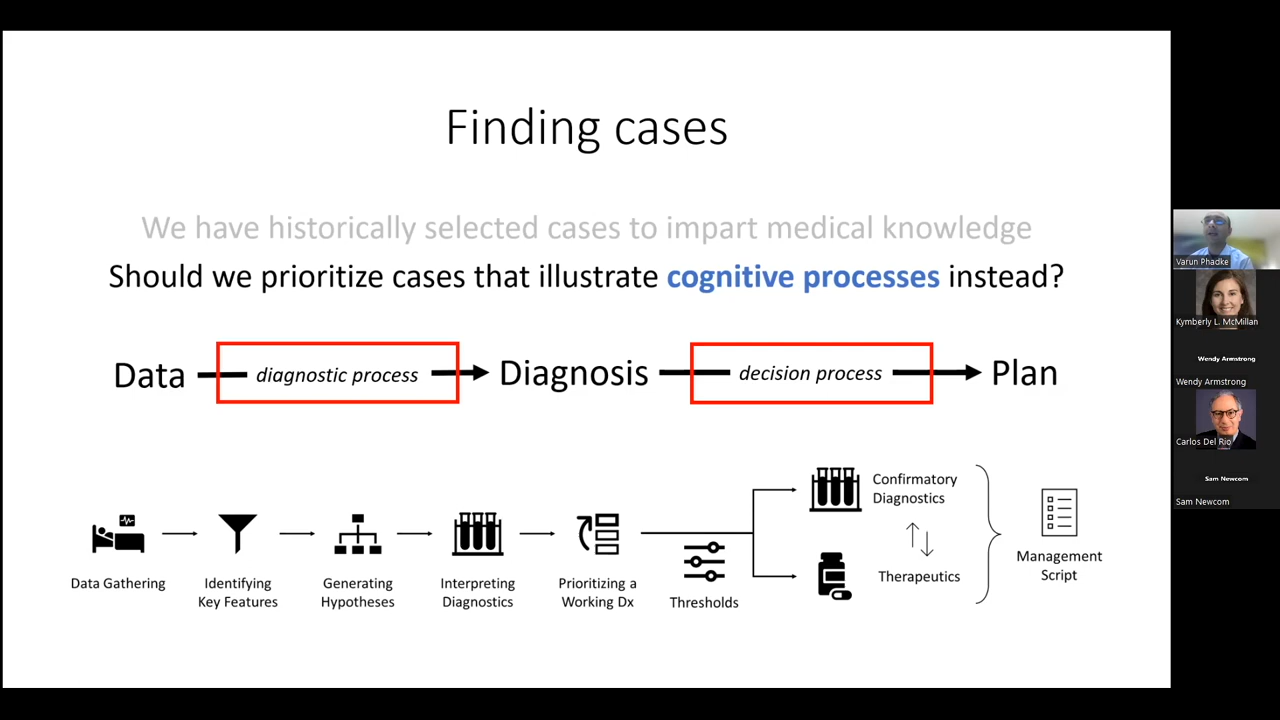 Finding cases
We have historically selected cases to impart medical knowledge
Should we prioritize cases that illustrate cognitive processes instead?
Data diagnostic process Diagnosis decision process Plan
Data Gathering
Identifying
Key Features
Generating
Hypotheses
Interpreting
Diagnostics
Prioritizing a
Working Dx
Thresholds
Confirmatory
Diagnostics
Therapeutics
Management
Script
Varun Phadke
Kymberly L. McMillan
Wendy Armstrong
Wendy Armstrong
Carlos Del Rio
Sam Newcom
Sam Newcom